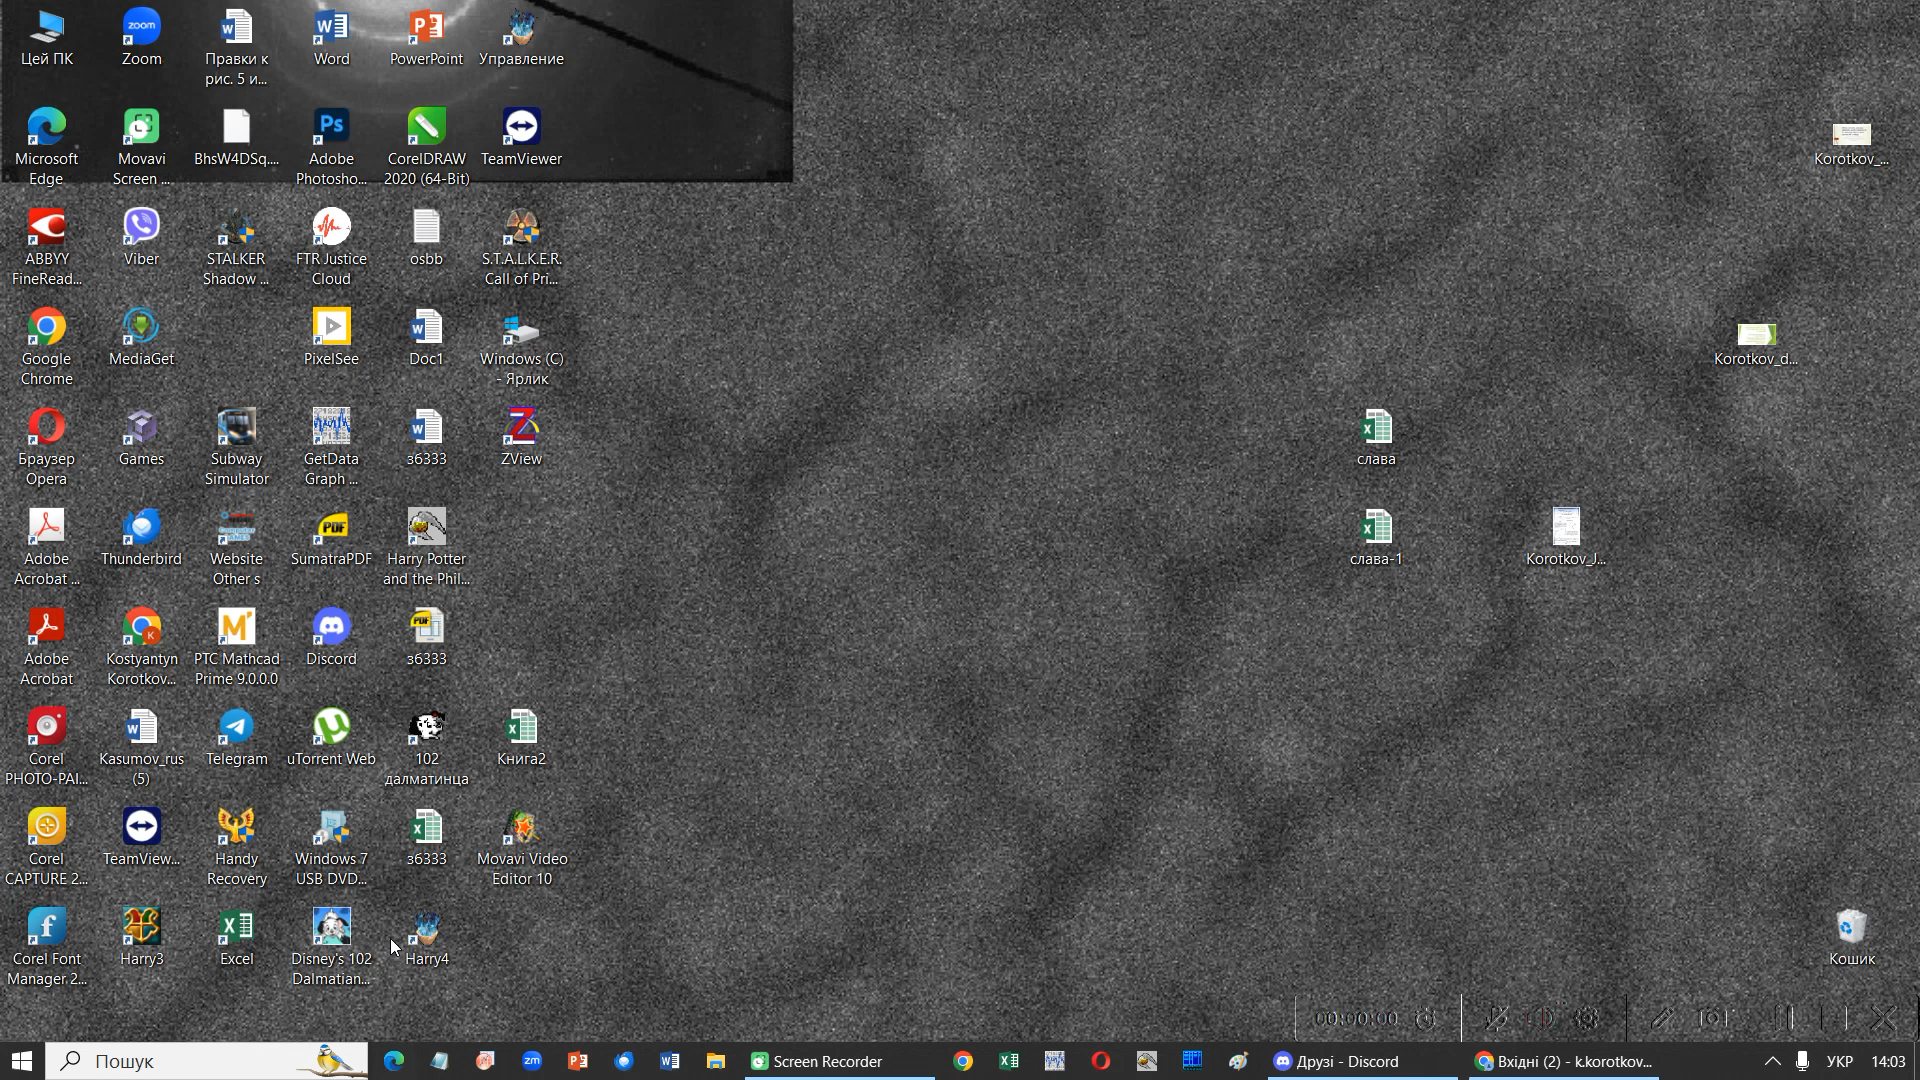 Цей ПК
Zoom
Правки к
рис. 5 и...
Word
PowerPoint
Управление
Microsoft
Edge
Movavi
Screen ...
BhsW4DSq....
Adobe
Photosho...
CorelDRAW
2020 (64-Bit)
TeamViewer
Korotkov_...
ABBYY
FineRead...
Viber
STALKER
Shadow ...
FTR Justice
Cloud
osbb
S.T.A.L.K.E.R.
Call of Pri...
Google
Chrome
MediaGet
PixelSee
Doc1
Windows (C)
- Ярлик
Korotkov_d...
Браузер
Opera
Games
Subway
Simulator
GetData
Graph ...
з6333
ZView
слава
Adobe
Acrobat ...
Thunderbird
Website
Other s
SumatraPDF
Harry Potter
and the Phil...
слава-1
Korotkov_J...
Adobe
Acrobat
Kostyantyn
Korotkov...
PTC Mathcad
Prime 9.0.0.0
Discord
з6333
Corel
PHOTO-PAI...
Kasumov_rus
(5)
Telegram
uTorrent Web
102
далматинца
Книга2
Corel
CAPTURE 2...
TeamView...
Handy
Recovery
Windows 7
USB DVD...
з6333
Movavi Video
Editor 10
Corel Font
Manager 2...
Harry3
Excel
Disney's 102
Dalmatian...
Harry4
Кошик
00:00:00
Пошук
Screen Recorder
Друзі - Discord
Вхідні (2) - k.korotkov...
УКР
14:03